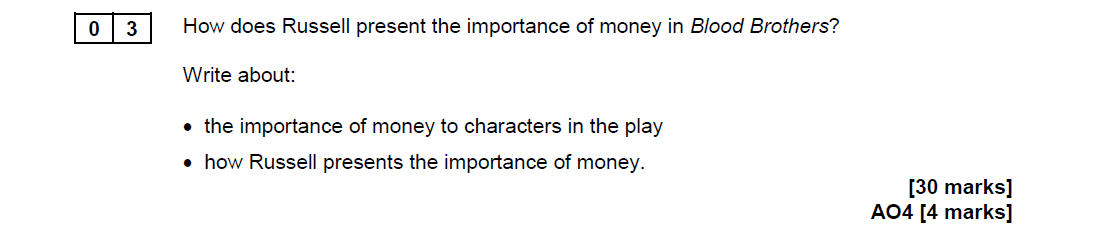 0 3 How does Russell present the importance of money in Blood Brothers?
Write about:
• the importance of money to characters in the play
• how Russell presents the importance of money.
[30 marks]
AO4 [4 marks]